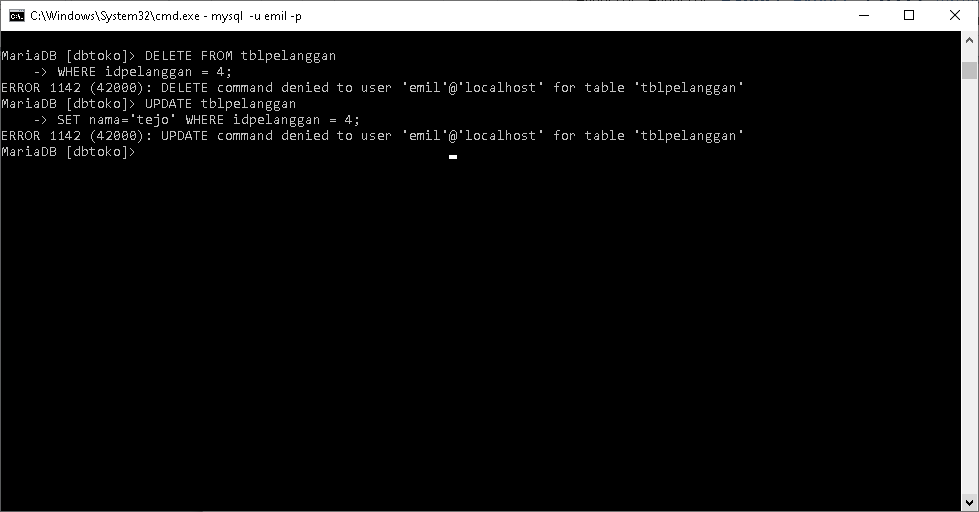 C:\Windows\System32\cmd.exe - mysql -u emil -p
MariaDB [dbtoko]> DELETE FROM tblpelanggan
    -> WHERE idpelanggan = 4;
ERROR 1142 (42000): DELETE command denied to user 'emil'@'localhost' for table 'tblpelanggan'
MariaDB [dbtoko]> UPDATE tblpelanggan
    -> SET nama='tejo' WHERE idpelanggan = 4;
ERROR 1142 (42000): UPDATE command denied to user 'emil'@'localhost' for table 'tblpelanggan'
MariaDB [dbtoko]>